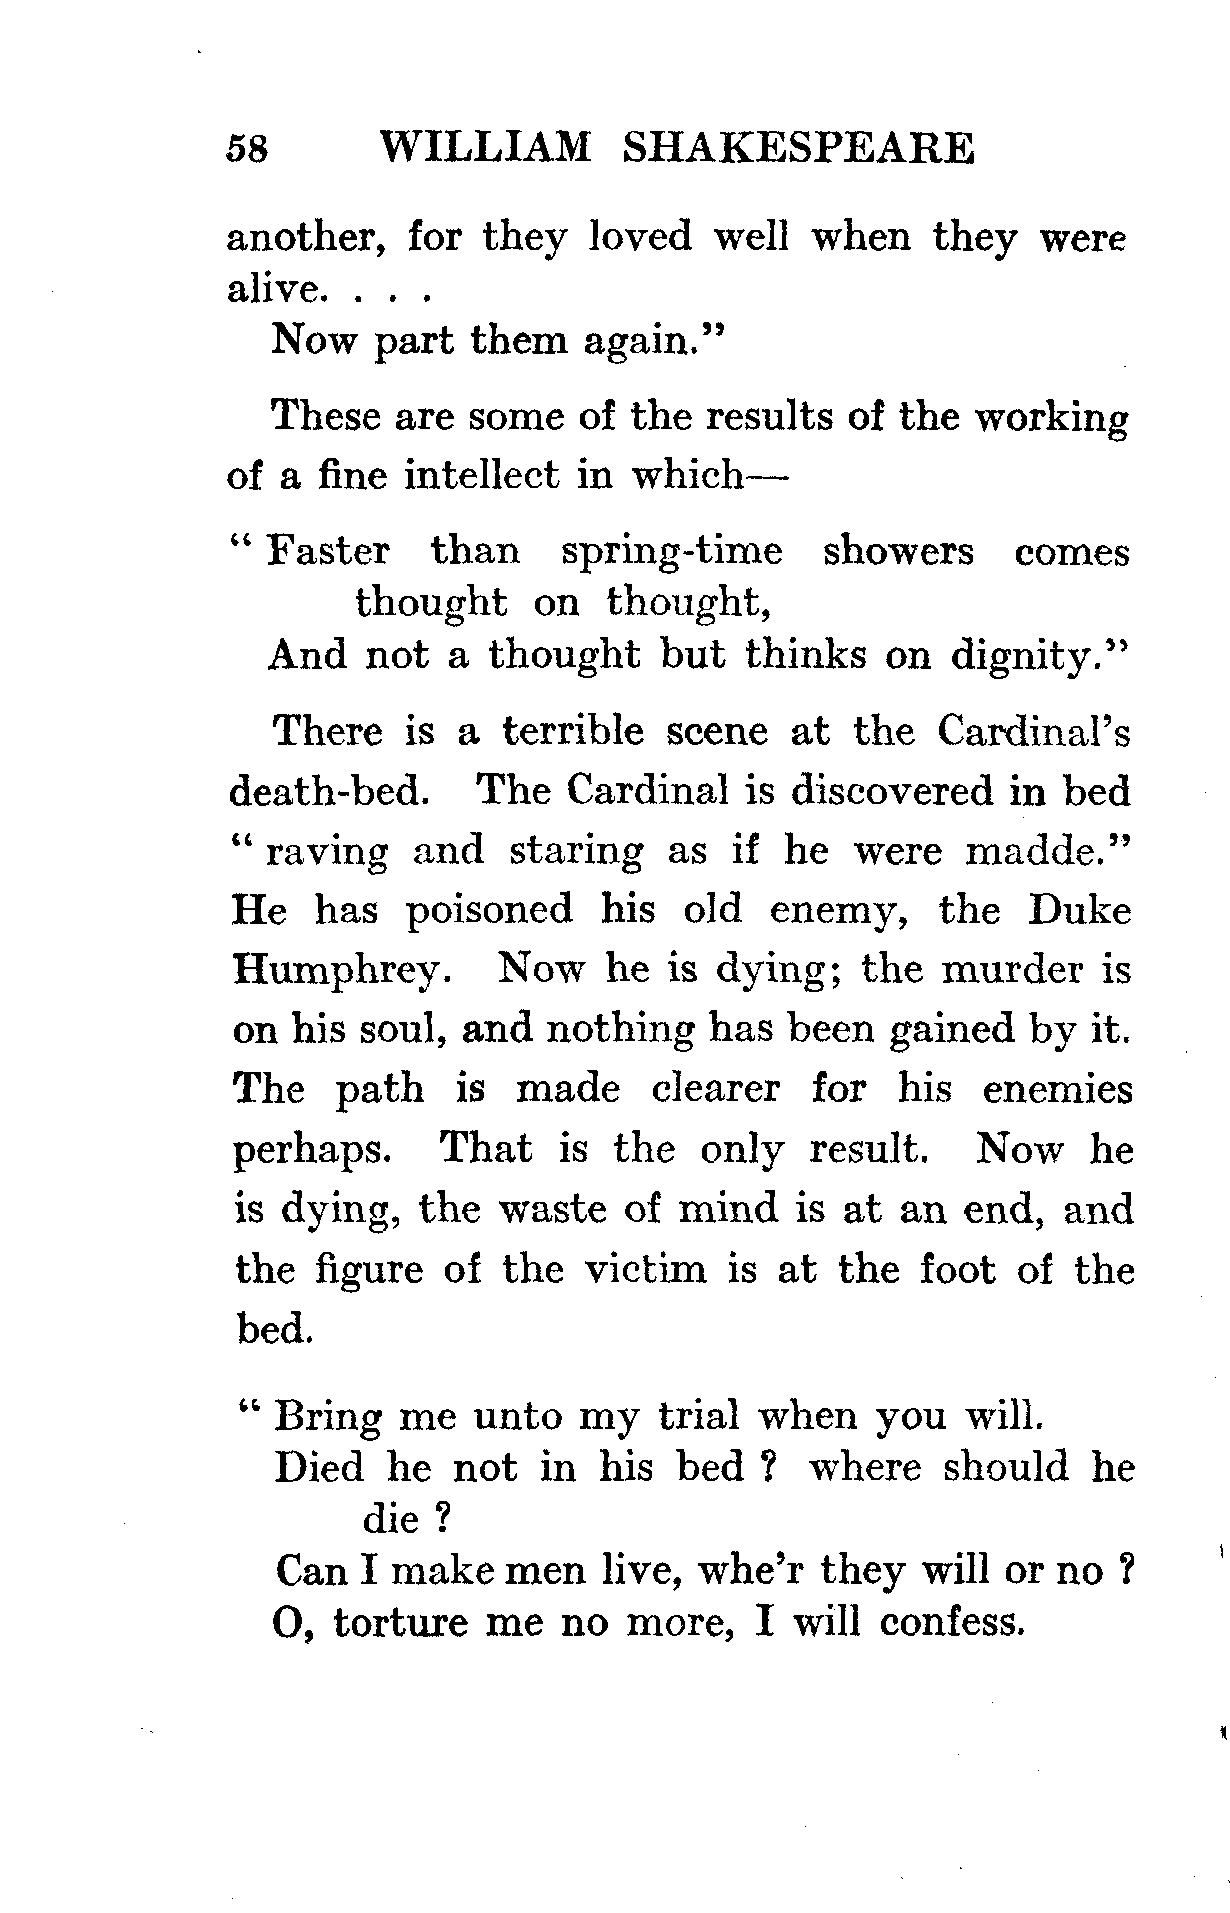 58 WILLIAM SHAKESPEARE
another, for they loved well when they were
alive. . . .
Now part them again."
These are some of the results of the working
of a fine intellect in which—
" Faster than spring-time showers comes
thought on thought,
And not a thought but thinks on dignity."
There is a terrible scene at the Cardinal's
death-bed. The Cardinal is discovered in bed
" raving and staring as if he were madde."
He has poisoned his old enemy, the Duke
Humphrey. Now he is dying; the murder is
on his soul, and nothing has been gained by it.
The path is made clearer for his enemies
perhaps. That is the only result. Now he
is dying, the waste of mind is at an end, and
the figure of the victim is at the foot of the
bed.
" Bring me unto my trial when you will.
Died he not in his bed ? where should he
die ?
Can I make men live, whe'r they will or no ?
O, torture me no more, I will confess.